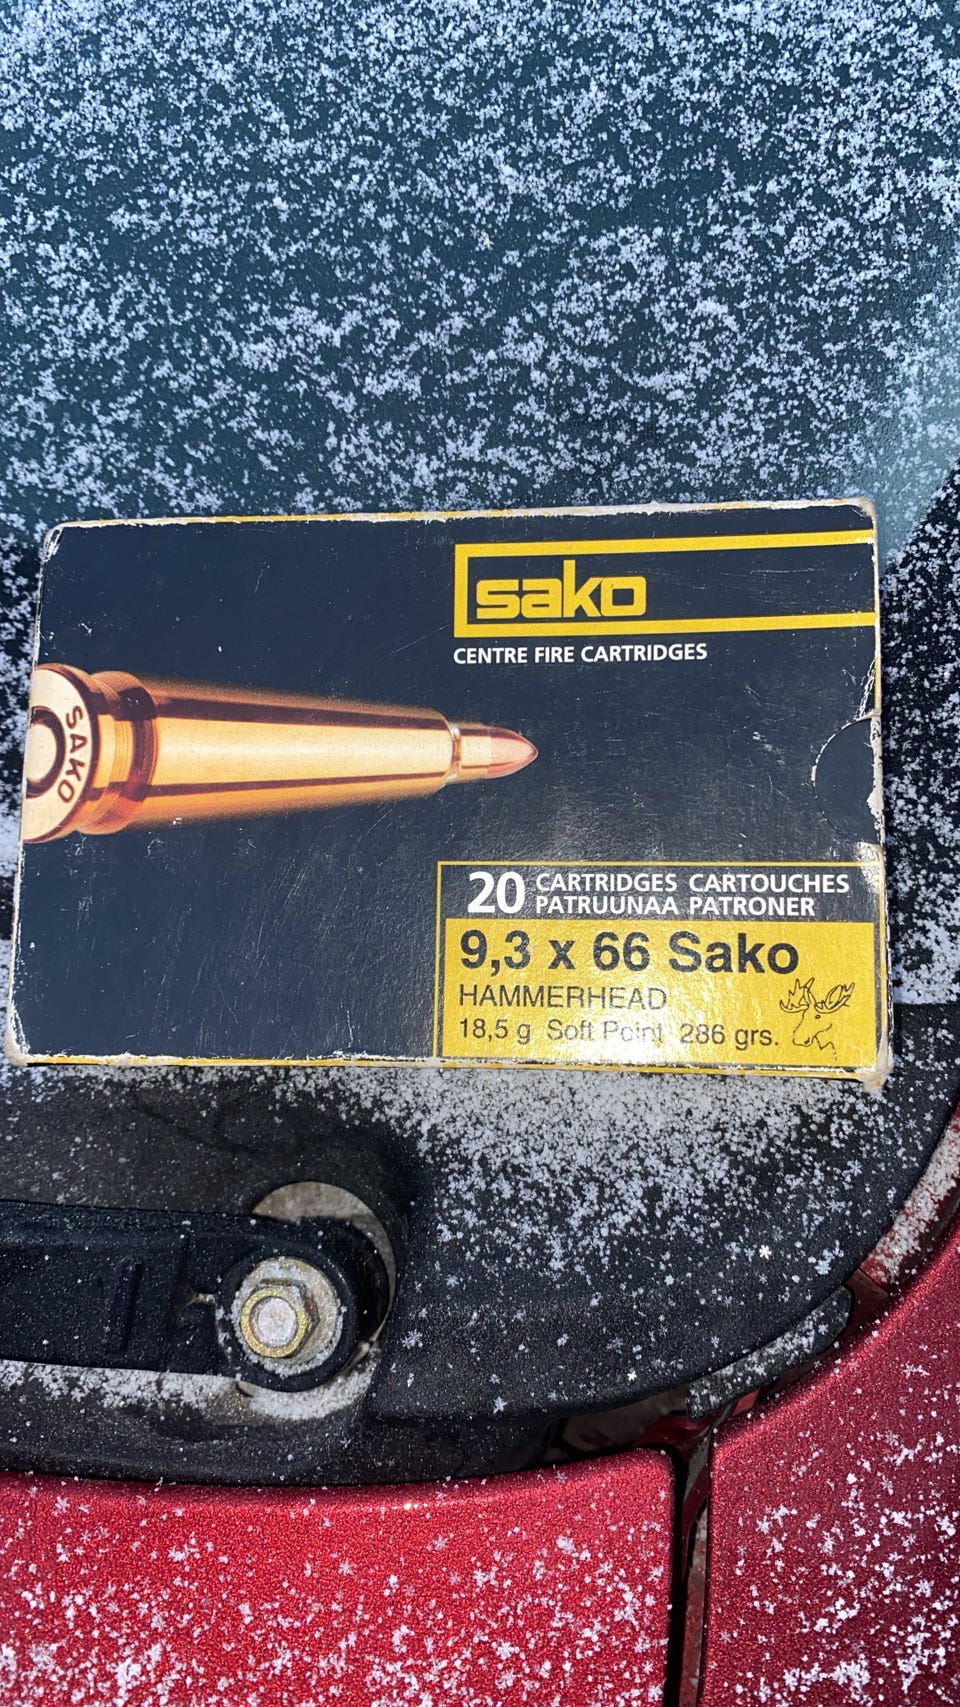 sako
CENTRE FIRE CARTRIDGES
SAKO
20 CARTRIDGES CARTOUCHES
PATRUUNAA PATRONER
9,3 x 66 Sako
HAMMERHEAD
18,5 g Soft Point 286 grs.